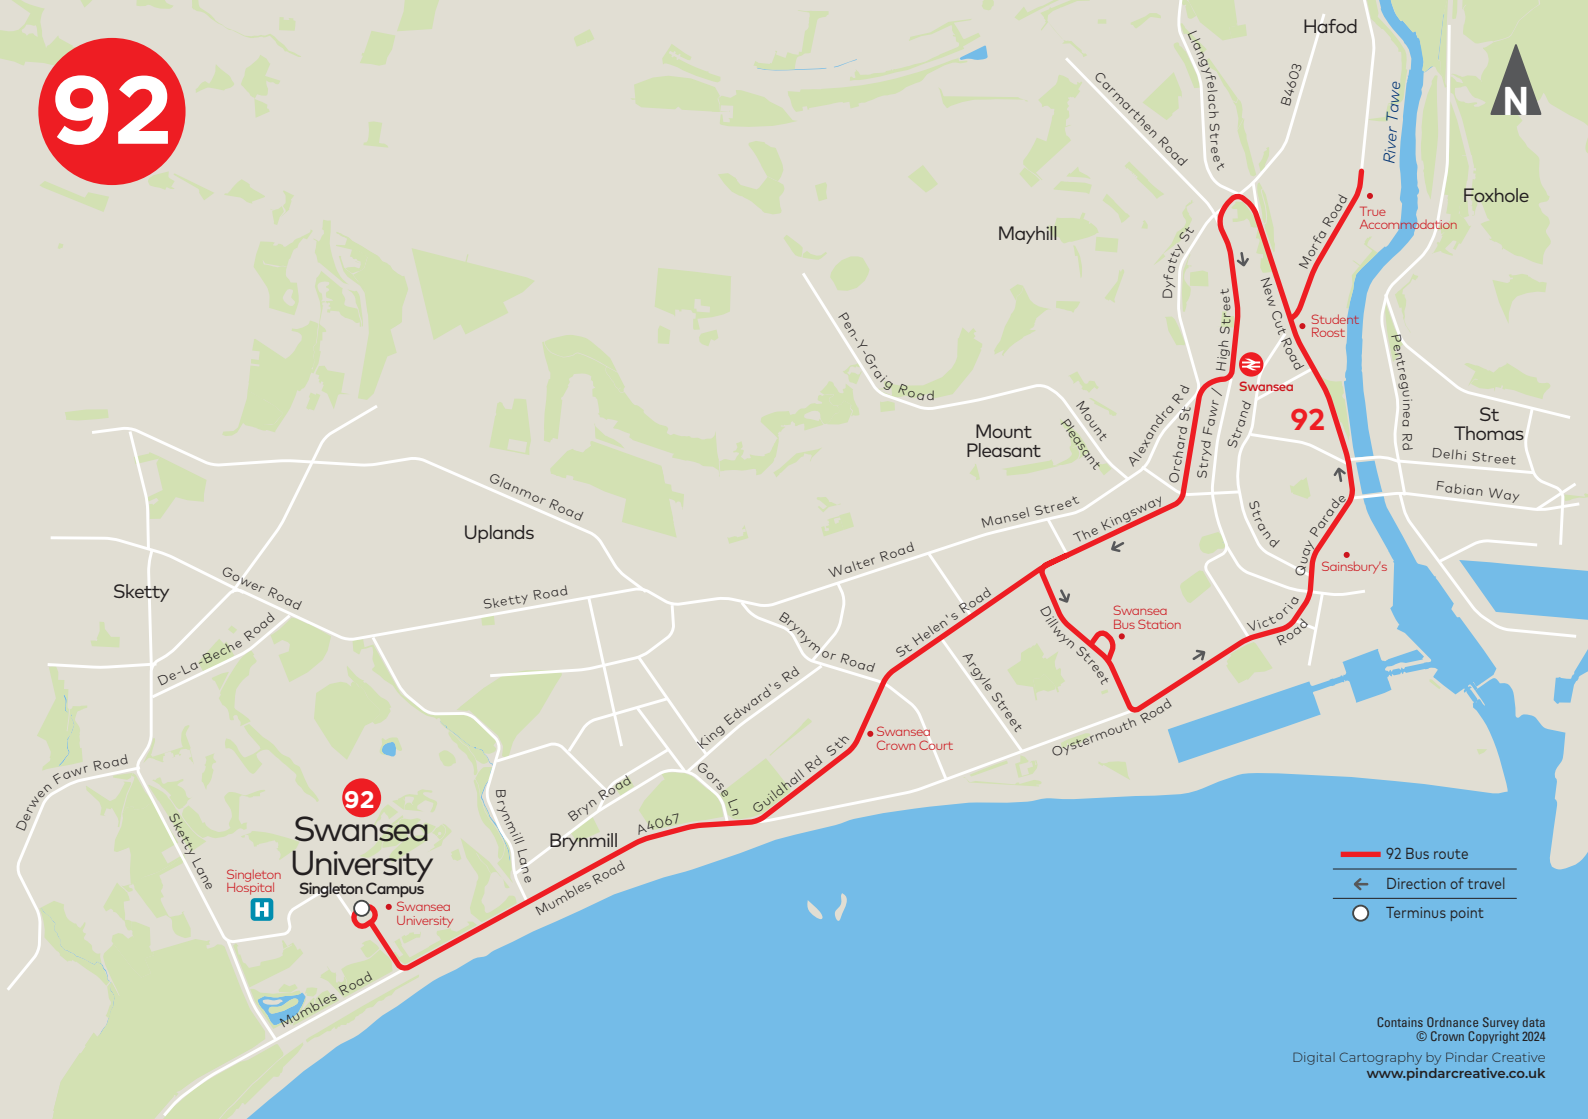 92
Hafod
N
Llangyfelach Street
B4603
Carmarthen Road
River Tawe
Foxhole
True
Accommodation
Morfa Road
Mayhill
Dyfatty St
New Cut Road
High Street
Stryd Fawr /
Student
Roost
Pen-Y-Graig Road
Pentreguinea Rd
Swansea
92
Mount
Pleasant
Mount
Pleasant
Alexandra Rd
Orchard St
Strand
St
Thomas
Delhi Street
Fabian Way
Glanmor Road
Uplands
Mansel Street
The Kingsway
Strand
Quay Parade
Sainsbury's
Walter Road
Sketty
Gower Road
Sketty Road
De-La-Beche Road
Brynymor Road
St Helen's Road
Dillwyn Street
Swansea
Bus Station
Victoria
Road
Argyle Street
King Edward's Rd
Oystermouth Road
Swansea
Crown Court
Guildhall Rd Sth
Gorse Ln
Derwen Fawr Road
Sketty Lane
92
Swansea
University
Singleton Campus
Swansea
University
Singleton
Hospital
H
Brynmill Lane
Bryn Road
Brynmill
A4067
Mumbles Road
Mumbles Road
92 Bus route
Direction of travel
Terminus point
Contains Ordnance Survey data
© Crown Copyright 2024
Digital Cartography by Pindar Creative
www.pindarcreative.co.uk